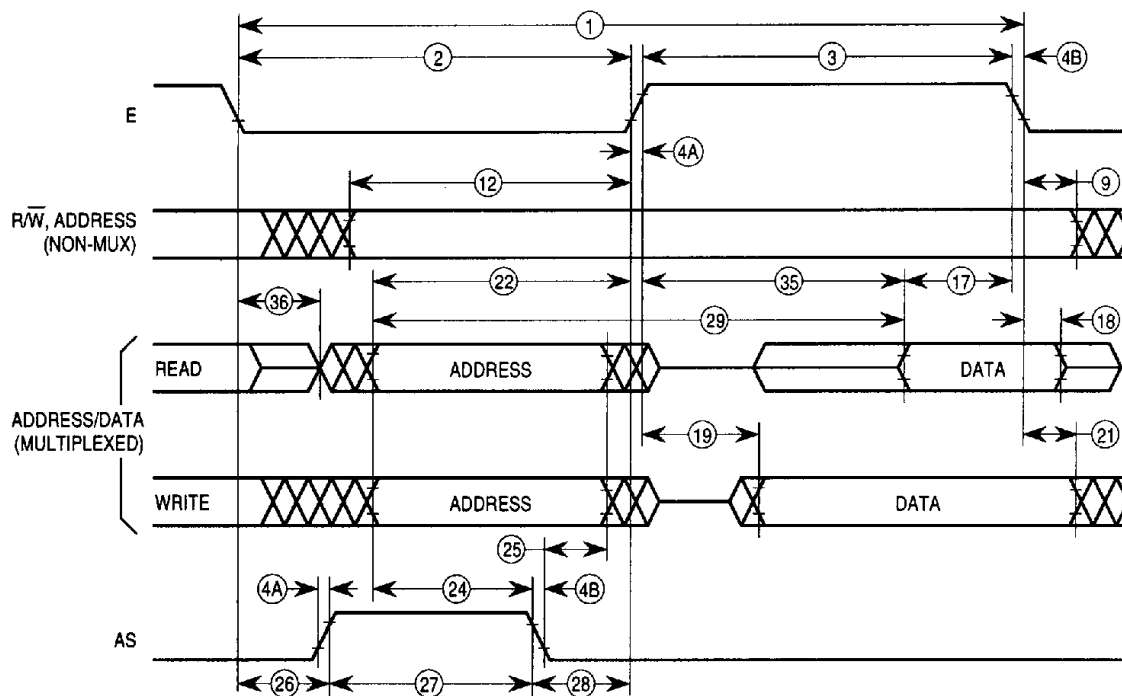 1
2
3
4B
E
4A
12
9
R/W̅, ADDRESS
(NON-MUX)
22
35
17
36
29
18
READ
ADDRESS
DATA
ADDRESS/DATA
(MULTIPLEXED)
19
21
WRITE
ADDRESS
DATA
25
4A
24
4B
AS
26
27
28